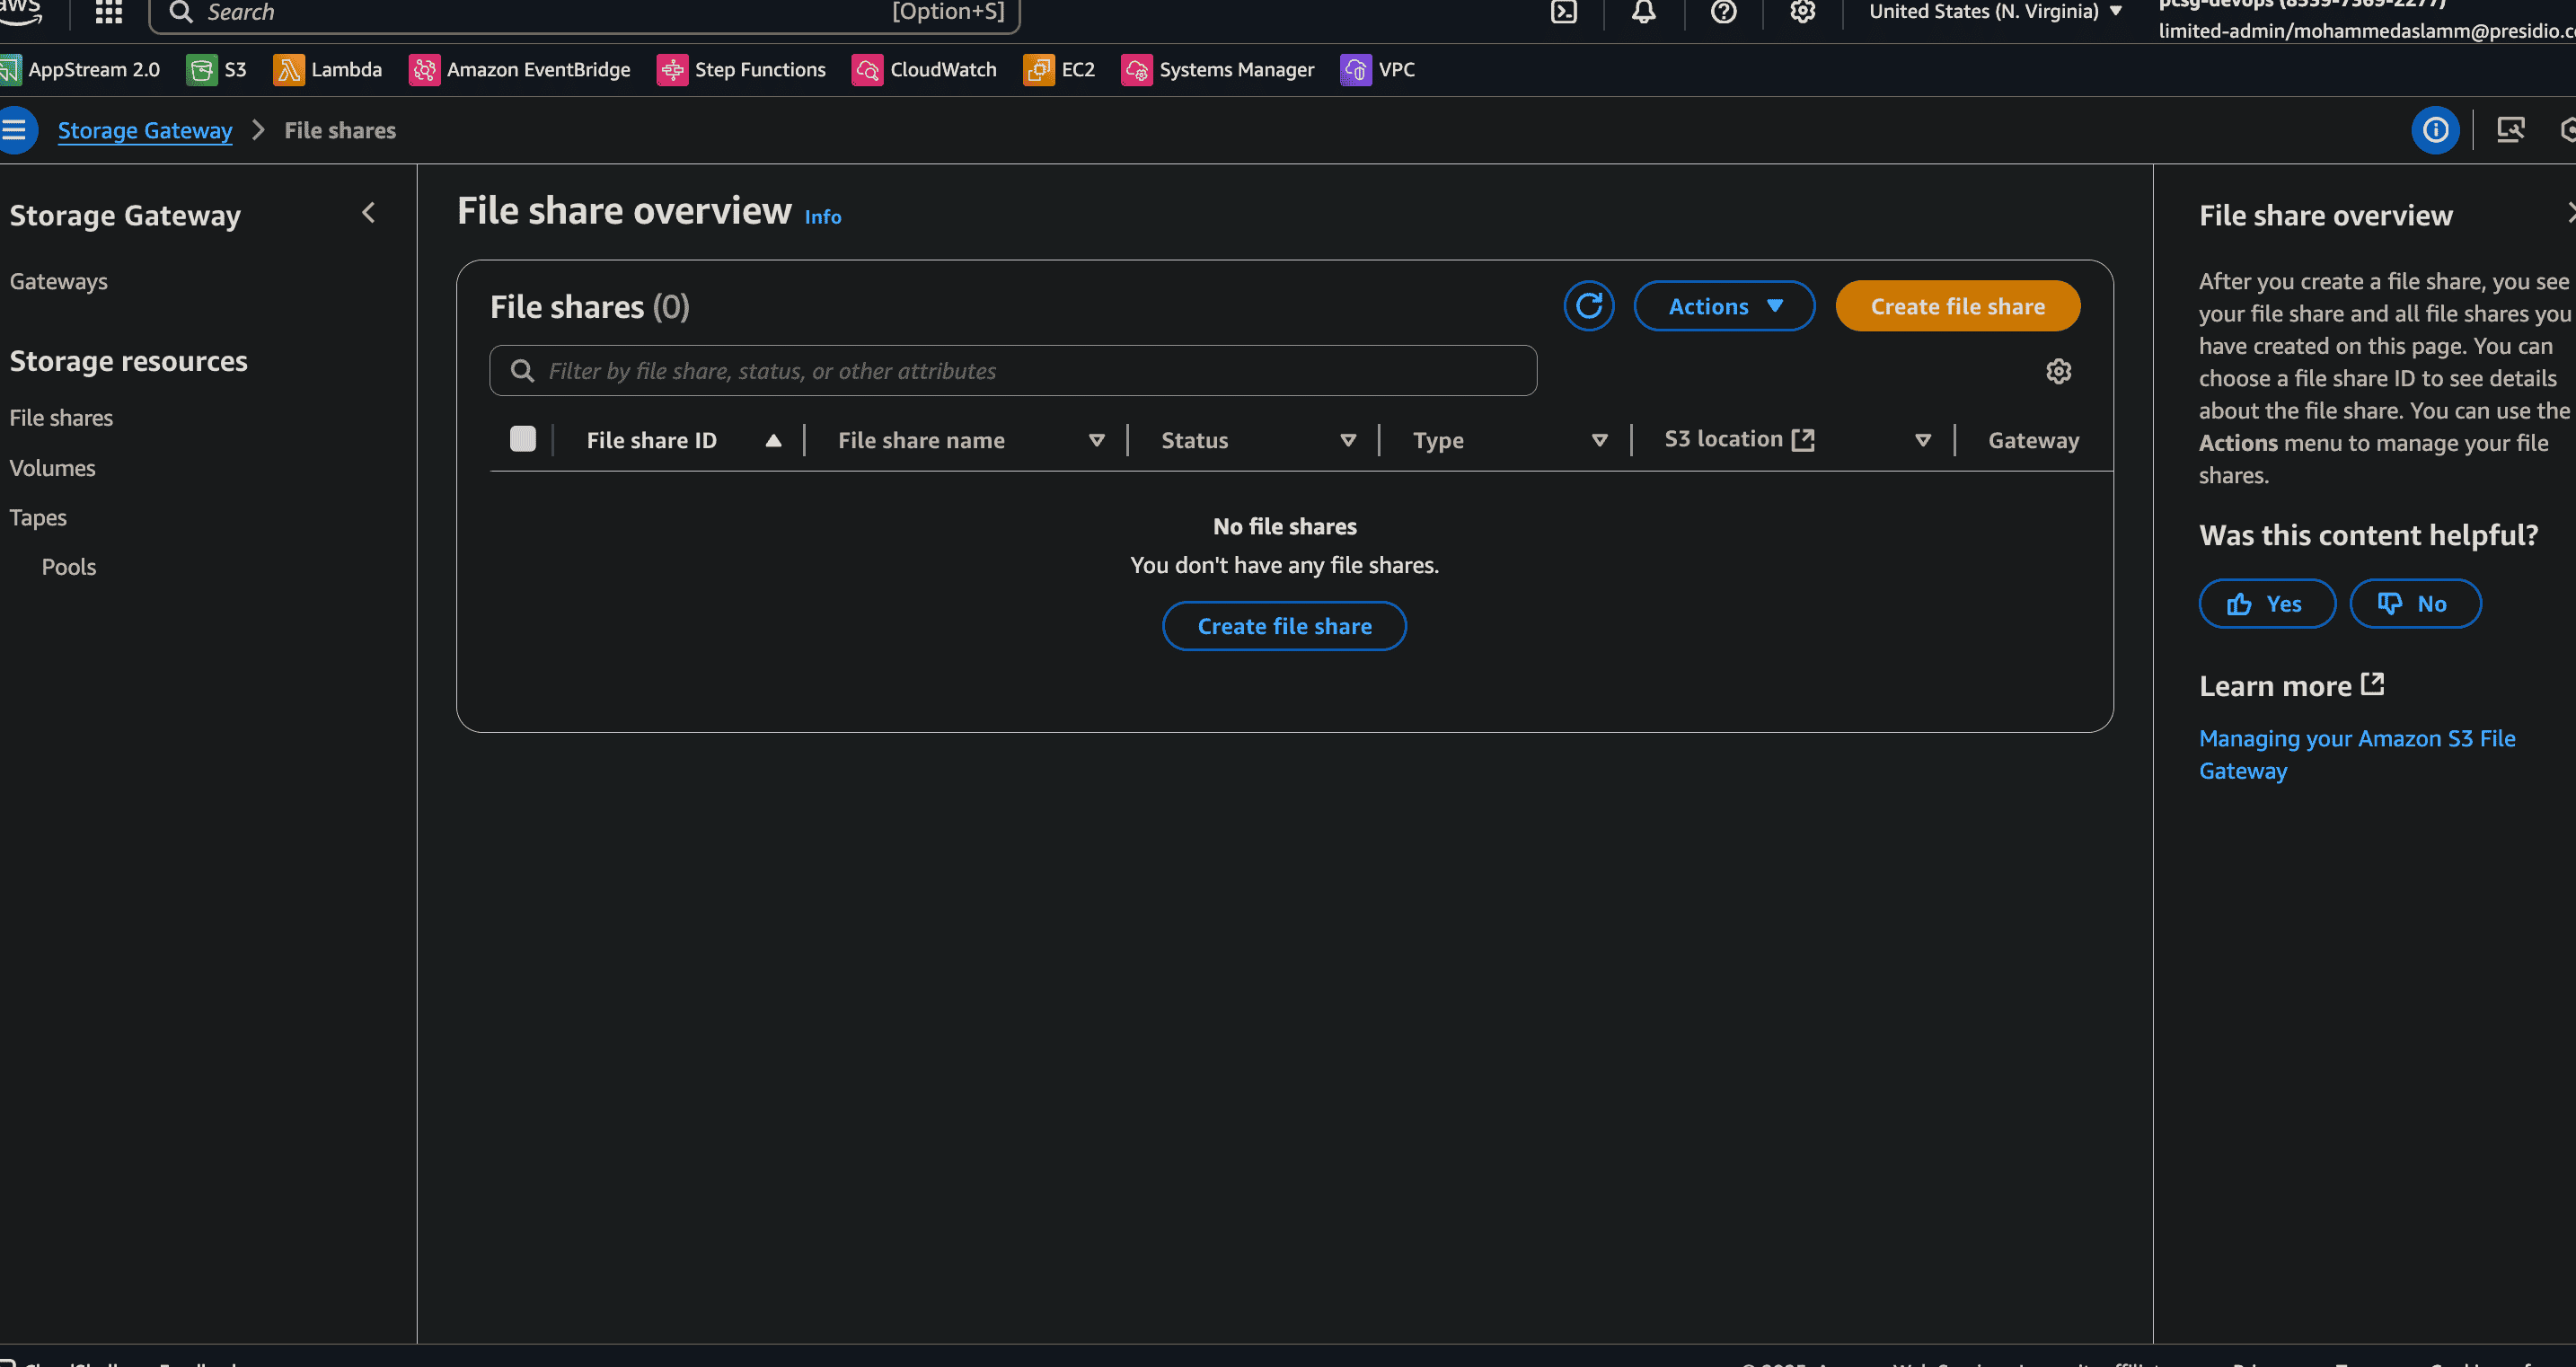 aws
Search [Option+S]
United States (N. Virginia)
limited-admin/mohammedaslamm@presidio.c
AppStream 2.0 S3 Lambda Amazon EventBridge Step Functions CloudWatch EC2 Systems Manager VPC
Storage Gateway File shares
Storage Gateway
Gateways
Storage resources
File shares
Volumes
Tapes
Pools
File share overview Info
File shares (0)
Actions Create file share
Filter by file share, status, or other attributes
File share ID File share name Status Type S3 location Gateway
No file shares
You don't have any file shares.
Create file share
File share overview
After you create a file share, you see
your file share and all file shares you
have created on this page. You can
choose a file share ID to see details
about the file share. You can use the
Actions menu to manage your file
shares.
Was this content helpful?
Yes No
Learn more
Managing your Amazon S3 File
Gateway